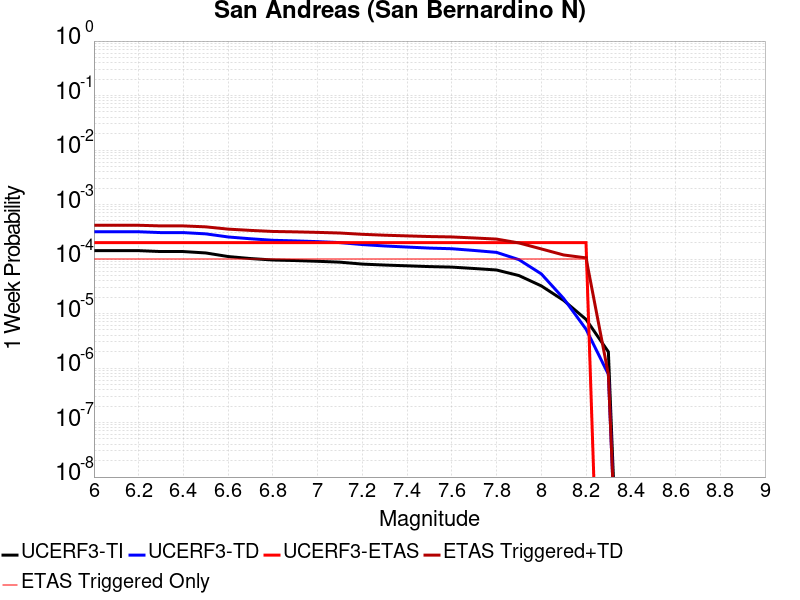 San Andreas (San Bernardino N)
10^0
10^-1
10^-2
10^-3
10^-4
10^-5
10^-6
10^-7
10^-8
1 Week Probability
6 6.2 6.4 6.6 6.8 7 7.2 7.4 7.6 7.8 8 8.2 8.4 8.6 8.8 9
Magnitude
UCERF3-TI UCERF3-TD UCERF3-ETAS ETAS Triggered+TD
ETAS Triggered Only